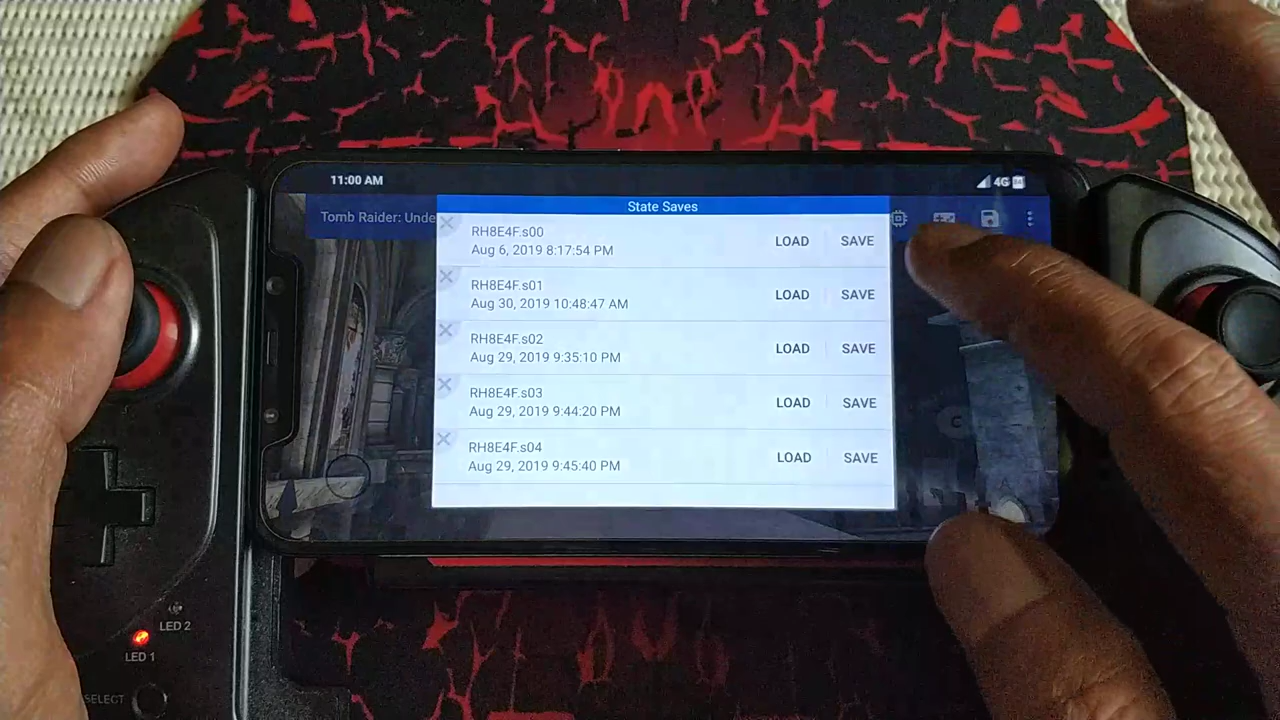 11:00 AM
4G
Tomb Raider: Unde
State Saves
RH8E4F.s00
Aug 6, 2019 8:17:54 PM
LOAD
SAVE
RH8E4F.s01
Aug 30, 2019 10:48:47 AM
LOAD
SAVE
RH8E4F.s02
Aug 29, 2019 9:35:10 PM
LOAD
SAVE
RH8E4F.s03
Aug 29, 2019 9:44:20 PM
LOAD
SAVE
RH8E4F.s04
Aug 29, 2019 9:45:40 PM
LOAD
SAVE
C
LED 2
LED 1
SELECT